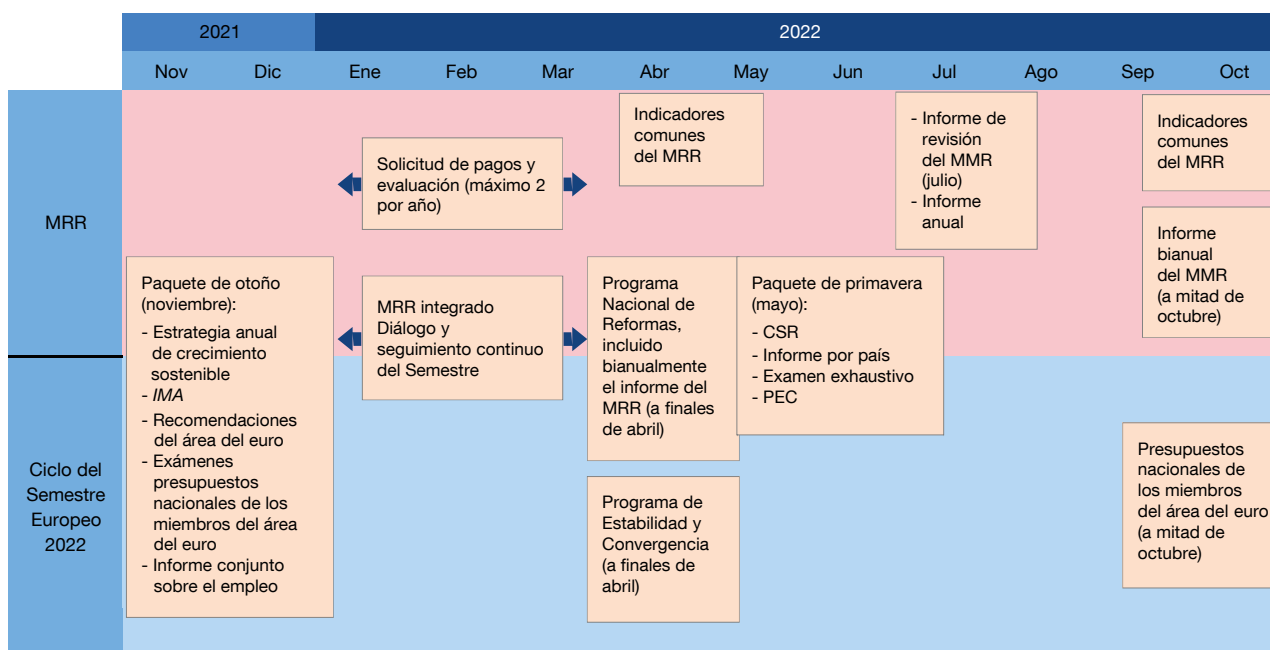 2021
2022
Nov Dic Ene Feb Mar Abr May Jun Jul Ago Sep Oct
MRR
Solicitud de pagos y
evaluación (máximo 2
por año)
Indicadores
comunes
del MRR
- Informe de
revisión
del MMR
(julio)
- Informe
anual
Indicadores
comunes
del MRR
Informe
bianual
del MMR
(a mitad de
octubre)
Paquete de otoño
(noviembre):
- Estrategia anual
de crecimiento
sostenible
- IMA
- Recomendaciones
del área del euro
- Exámenes
presupuestos
nacionales de los
miembros del área
del euro
- Informe conjunto
sobre el empleo
MRR integrado
Diálogo y
seguimiento continuo
del Semestre
Programa
Nacional de
Reformas,
incluido
bianualmente
el informe del
MRR (a finales
de abril)
Paquete de primavera
(mayo):
- CSR
- Informe por país
- Examen exhaustivo
- PEC
Ciclo del
Semestre
Europeo
2022
Programa de
Estabilidad y
Convergencia
(a finales de
abril)
Presupuestos
nacionales de
los miembros
del área del euro
(a mitad de
octubre)